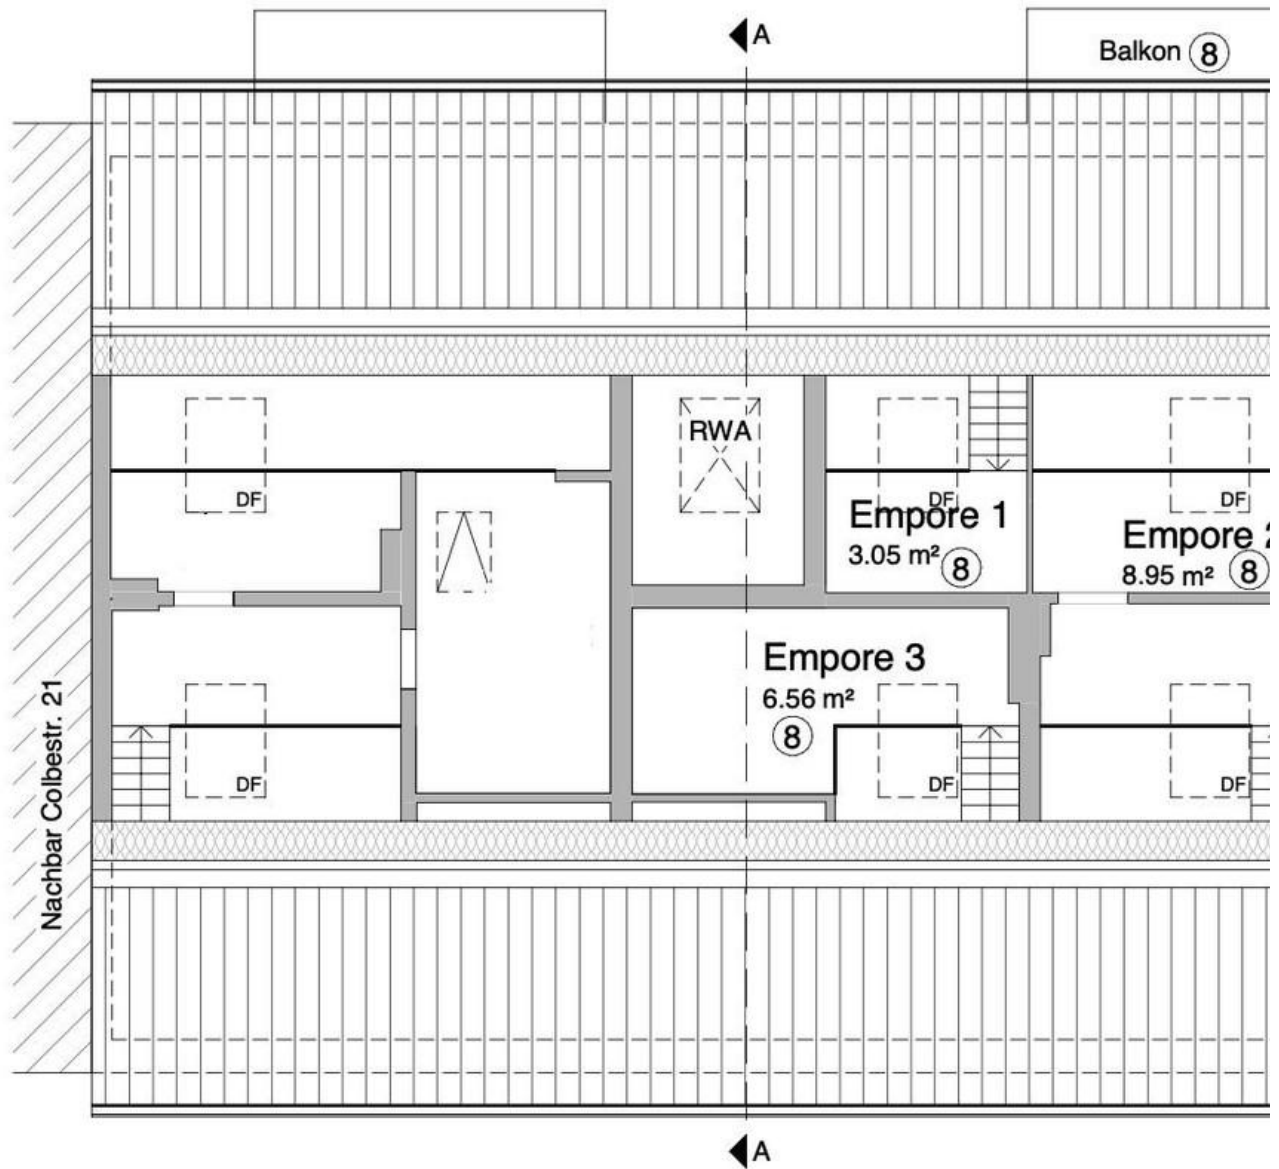 A
Balkon 8
RWA
DF
DF
DF
Empore 1
3.05 m² 8
Empore 2
8.95 m² 8
Empore 3
6.56 m²
8
DF
DF
DF
Nachbar Colbestr. 21
A